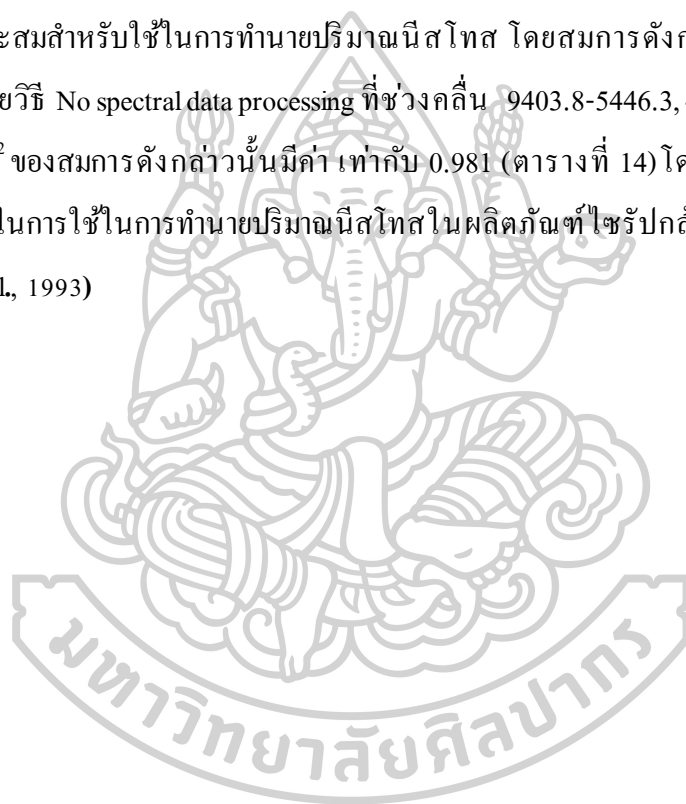 ะสมสำหรับใช้ในการทำนายปริมาณนีสโทส โดยสมการดังก
ยวิธี No spectral data processing ที่ช่วงคลื่น 9403.8-5446.3,
² ของสมการดังกล่าวนั้นมีค่า เท่ากับ 0.981 (ตารางที่ 14) โด
ในการใช้ในการทำนายปริมาณนีสโทสในผลิตภัณฑ์ไซรัปกล
l., 1993)
มหาวิทยาลัยศิลปากร